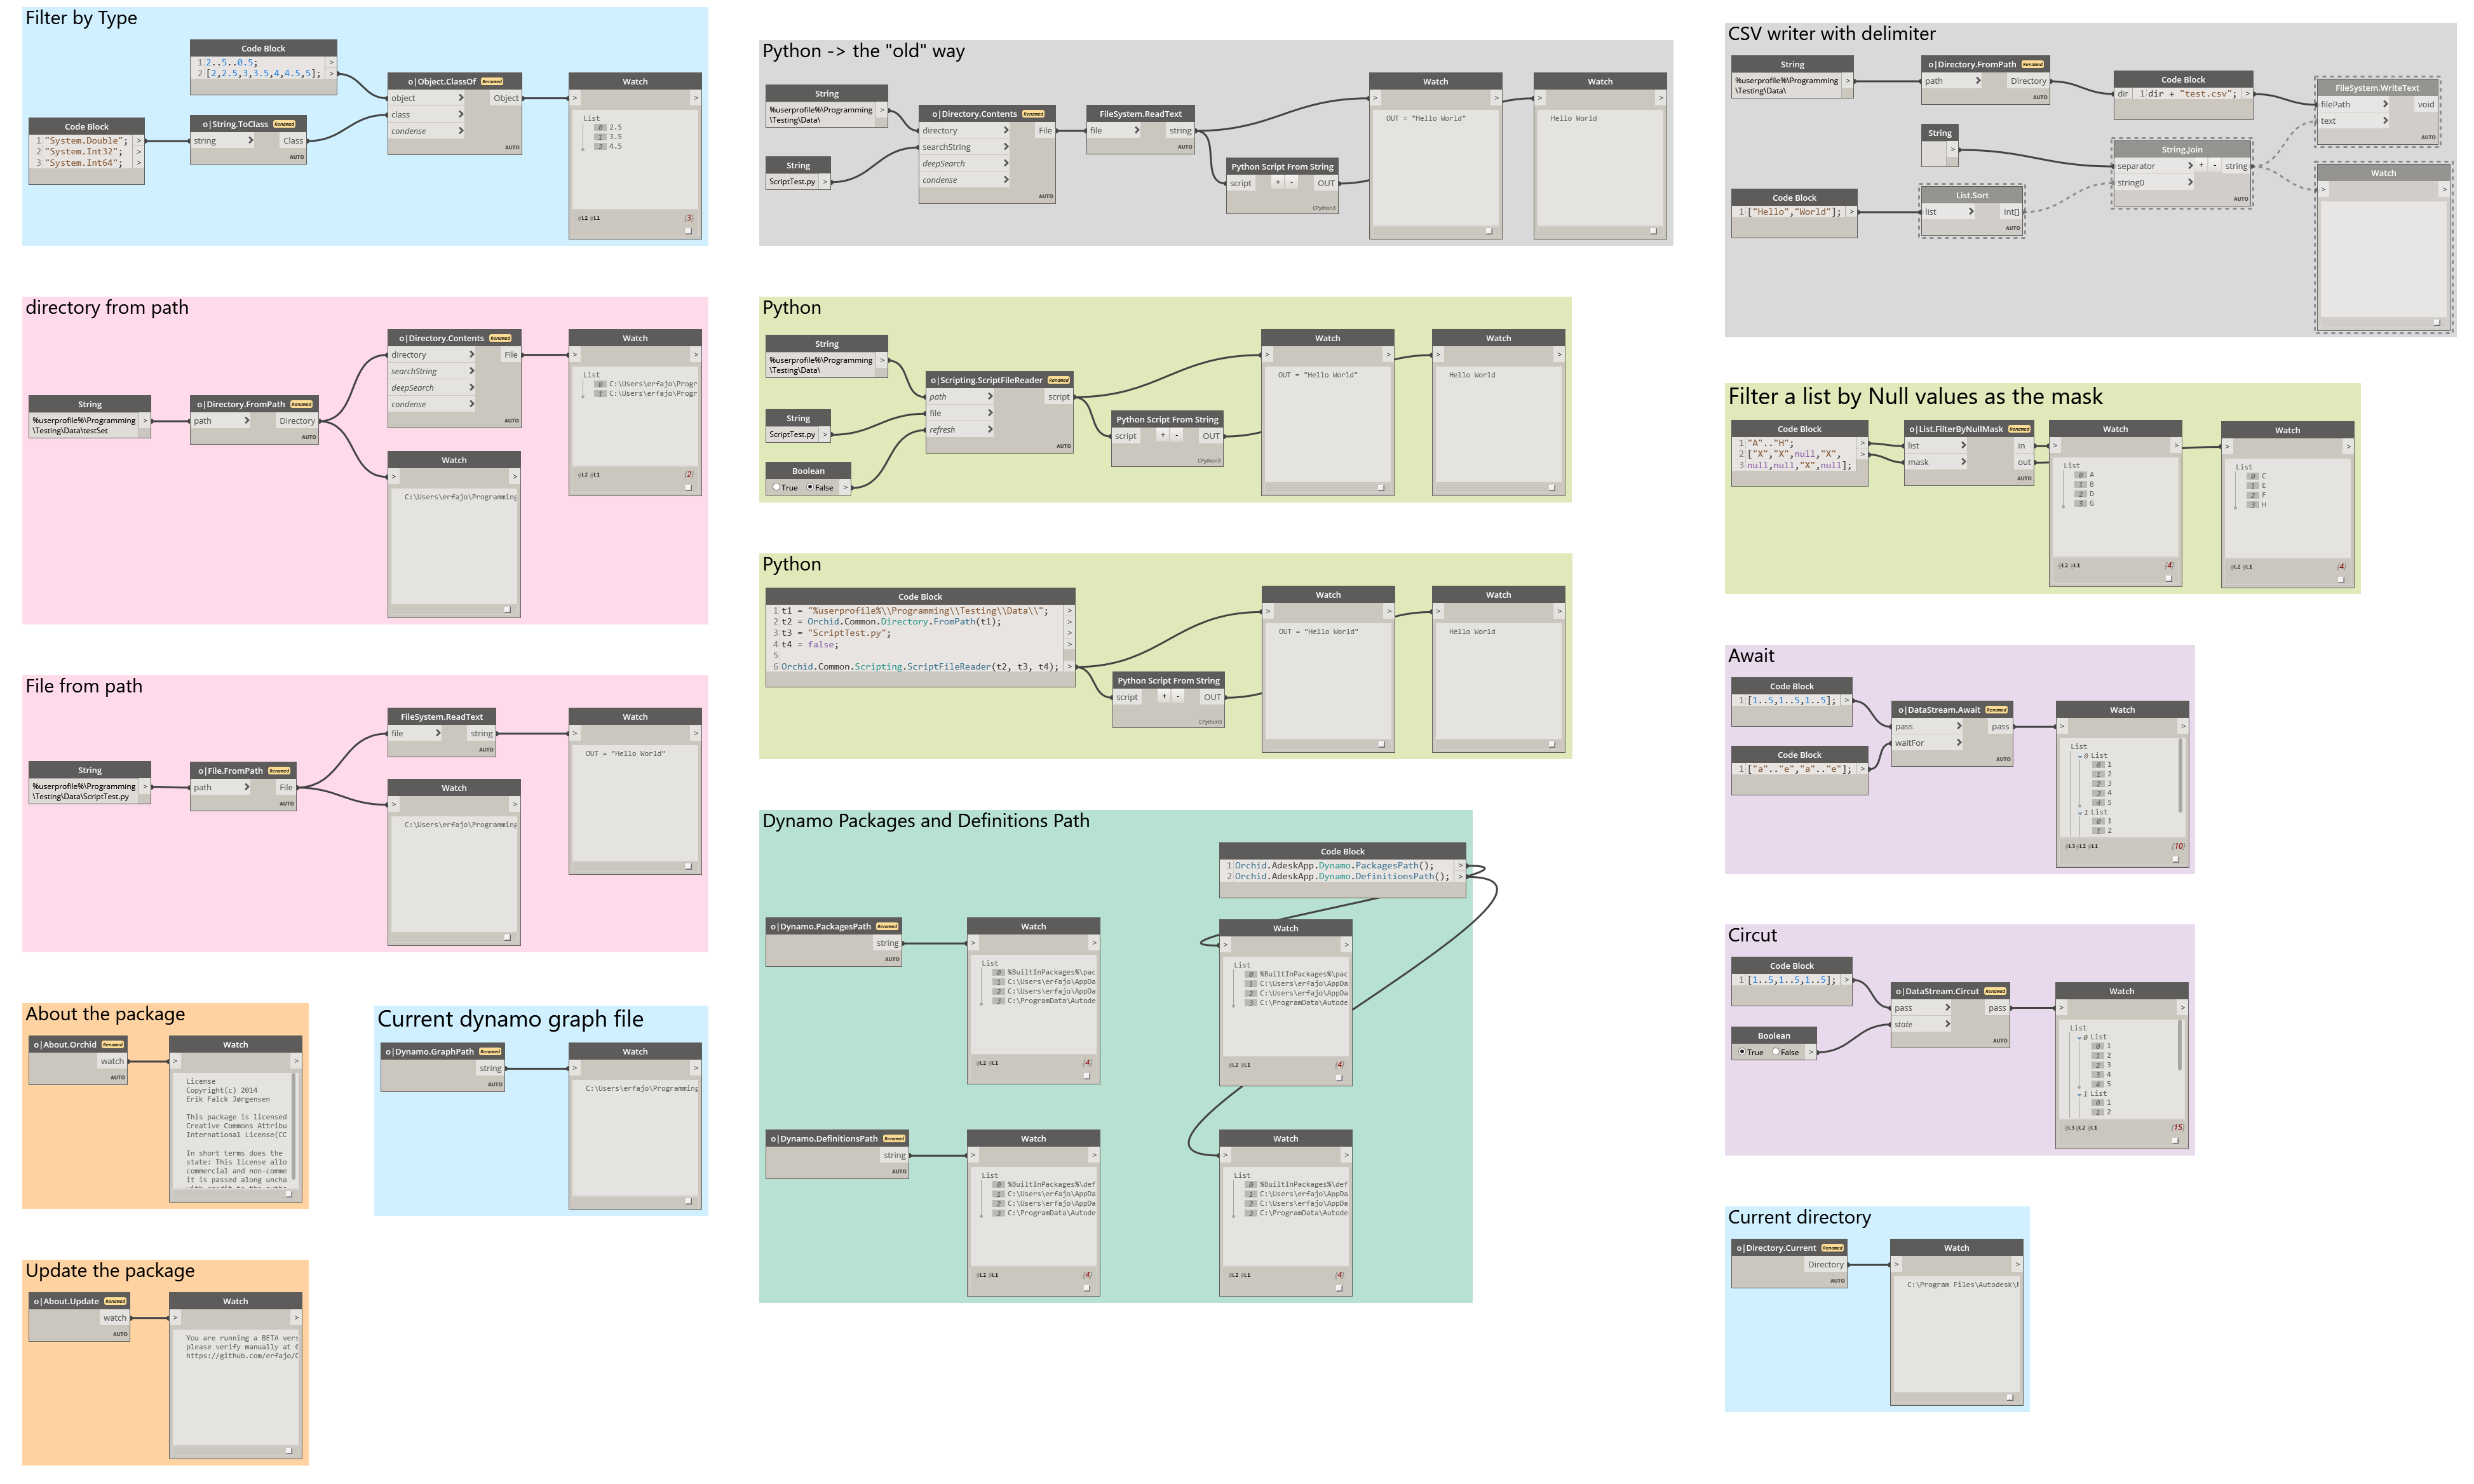 Filter by Type
Code Block
1 2..5..0.5; >
2 [2,2.5,3,3.5,4,4.5,5]; >
Code Block
1 "System.Double"; >
2 "System.Int32"; >
3 "System.Int64"; >
o|String.ToClass Renamed
string > Class
AUTO
o|Object.ClassOf Renamed
object > Object
class >
condense >
AUTO
Watch
> >
List
0 2.5
1 3.5
2 4.5
@L2 @L1 {3}
directory from path
String
%userprofile%\Programming
\Testing\Data\testSet
>
o|Directory.FromPath Renamed
path > Directory
AUTO
o|Directory.Contents Renamed
directory > File
searchString >
deepSearch >
condense >
AUTO
Watch
> >
List
0 C:\Users\erfajo\Progr
1 C:\Users\erfajo\Progr
@L2 @L1 {2}
Watch
> >
C:\Users\erfajo\Programming
File from path
String
%userprofile%\Programming
\Testing\Data\ScriptTest.py
>
o|File.FromPath Renamed
path > File
AUTO
FileSystem.ReadText
file > string
AUTO
Watch
> >
OUT = "Hello World"
Watch
> >
C:\Users\erfajo\Programming
About the package
o|About.Orchid Renamed
watch
AUTO
Watch
> >
License
Copyright(c) 2014
Erik Falck Jørgensen
This package is licensed
Creative Commons Attribu
International License(CC
In short terms does the
state: This license allo
commercial and non-comme
it is passed along uncha
Current dynamo graph file
o|Dynamo.GraphPath Renamed
string
AUTO
Watch
> >
C:\Users\erfajo\Programming
Update the package
o|About.Update Renamed
watch
AUTO
Watch
> >
You are running a BETA vers
please verify manually at
https://github.com/erfajo/
Python -> the "old" way
String
%userprofile%\Programming
\Testing\Data\
>
String
ScriptTest.py >
o|Directory.Contents Renamed
directory > File
searchString >
deepSearch >
condense >
AUTO
FileSystem.ReadText
file > string
AUTO
Python Script From String
script + - OUT
CPython3
Watch
> >
OUT = "Hello World"
Watch
> >
Hello World
Python
String
%userprofile%\Programming
\Testing\Data\
>
String
ScriptTest.py >
Boolean
True False >
o|Scripting.ScriptFileReader Renamed
path > script
file >
refresh >
AUTO
Python Script From String
script + - OUT
CPython3
Watch
> >
OUT = "Hello World"
Watch
> >
Hello World
Python
Code Block
1 t1 = "%userprofile%\\Programming\\Testing\\Data\\"; >
2 t2 = Orchid.Common.Directory.FromPath(t1); >
3 t3 = "ScriptTest.py"; >
4 t4 = false; >
5
6 Orchid.Common.Scripting.ScriptFileReader(t2, t3, t4); >
Python Script From String
script + - OUT
CPython3
Watch
> >
OUT = "Hello World"
Watch
> >
Hello World
Dynamo Packages and Definitions Path
Code Block
1 Orchid.AdeskApp.Dynamo.PackagesPath(); >
2 Orchid.AdeskApp.Dynamo.DefinitionsPath(); >
o|Dynamo.PackagesPath Renamed
string
AUTO
Watch
> >
List
0 %BuiltInPackages%\pac
1 C:\Users\erfajo\AppDa
2 C:\Users\erfajo\AppDa
3 C:\ProgramData\Autode
@L2 @L1 {4}
Watch
> >
List
0 %BuiltInPackages%\pac
1 C:\Users\erfajo\AppDa
2 C:\Users\erfajo\AppDa
3 C:\ProgramData\Autode
@L2 @L1 {4}
o|Dynamo.DefinitionsPath Renamed
string
AUTO
Watch
> >
List
0 %BuiltInPackages%\def
1 C:\Users\erfajo\AppDa
2 C:\Users\erfajo\AppDa
3 C:\ProgramData\Autode
@L2 @L1 {4}
Watch
> >
List
0 %BuiltInPackages%\def
1 C:\Users\erfajo\AppDa
2 C:\Users\erfajo\AppDa
3 C:\ProgramData\Autode
@L2 @L1 {4}
CSV writer with delimiter
String
%userprofile%\Programming
\Testing\Data\
>
o|Directory.FromPath Renamed
path > Directory
AUTO
Code Block
dir 1 dir + "test.csv"; >
FileSystem.WriteText
filePath > void
text >
AUTO
String
>
Code Block
1 ["Hello","World"]; >
List.Sort
list > int[]
AUTO
String.Join
separator > + - string
string0 >
AUTO
Watch
> >
Filter a list by Null values as the mask
Code Block
1 "A".."H"; >
2 ["X","X",null,"X", >
3 null,null,"X",null];
o|List.FilterByNullMask Renamed
list > in
mask > out
AUTO
Watch
> >
List
0 A
1 B
2 D
3 G
@L2 @L1 {4}
Watch
> >
List
0 C
1 E
2 F
3 H
@L2 @L1 {4}
Await
Code Block
1 [1..5,1..5,1..5]; >
Code Block
1 ["a".."e","a".."e"]; >
o|DataStream.Await Renamed
pass > pass
waitFor >
AUTO
Watch
> >
List
0 List
0 1
1 2
2 3
3 4
4 5
1 List
0 1
1 2
@L3 @L2 @L1 {10}
Circut
Code Block
1 [1..5,1..5,1..5]; >
Boolean
True False >
o|DataStream.Circut Renamed
pass > pass
state >
AUTO
Watch
> >
List
0 List
0 1
1 2
2 3
3 4
4 5
1 List
0 1
1 2
@L3 @L2 @L1 {15}
Current directory
o|Directory.Current Renamed
Directory
AUTO
Watch
> >
C:\Program Files\Autodesk\